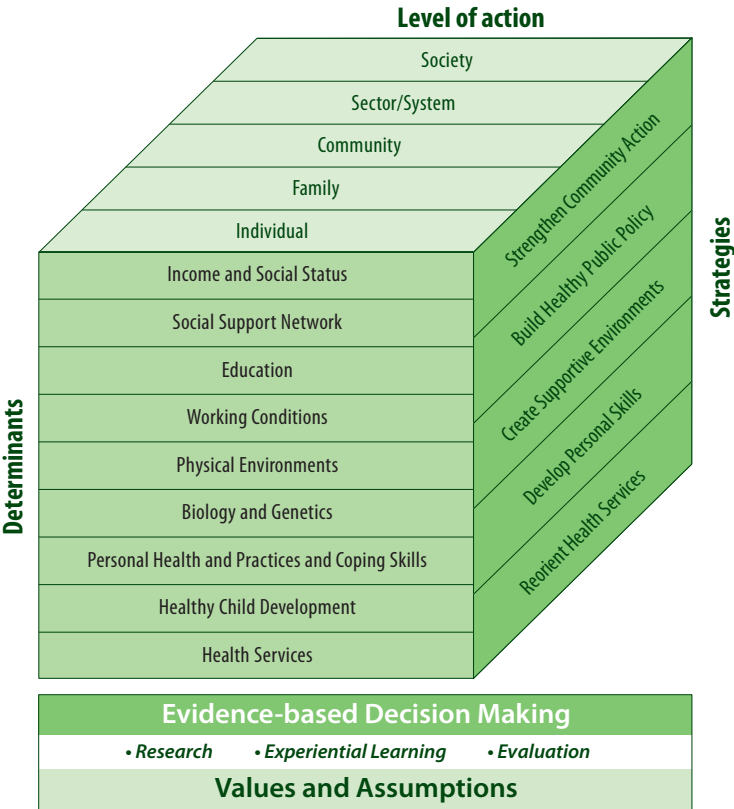 Level of action
Society
Sector/System
Community
Family
Individual
Determinants
Income and Social Status
Social Support Network
Education
Working Conditions
Physical Environments
Biology and Genetics
Personal Health and Practices and Coping Skills
Healthy Child Development
Health Services
Strategies
Strengthen Community Action
Build Healthy Public Policy
Create Supportive Environments
Develop Personal Skills
Reorient Health Services
Evidence-based Decision Making
• Research • Experiential Learning • Evaluation
Values and Assumptions